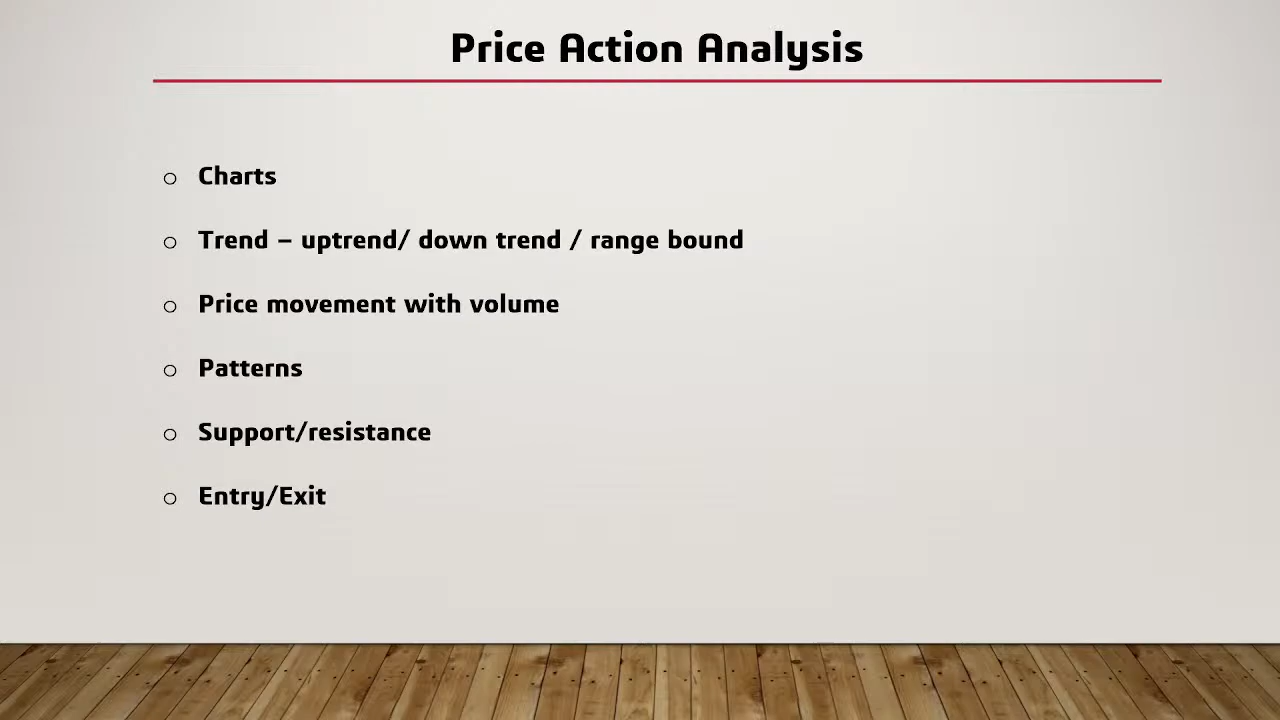 Price Action Analysis
Charts
Trend – uptrend/ down trend / range bound
Price movement with volume
Patterns
Support/resistance
Entry/Exit